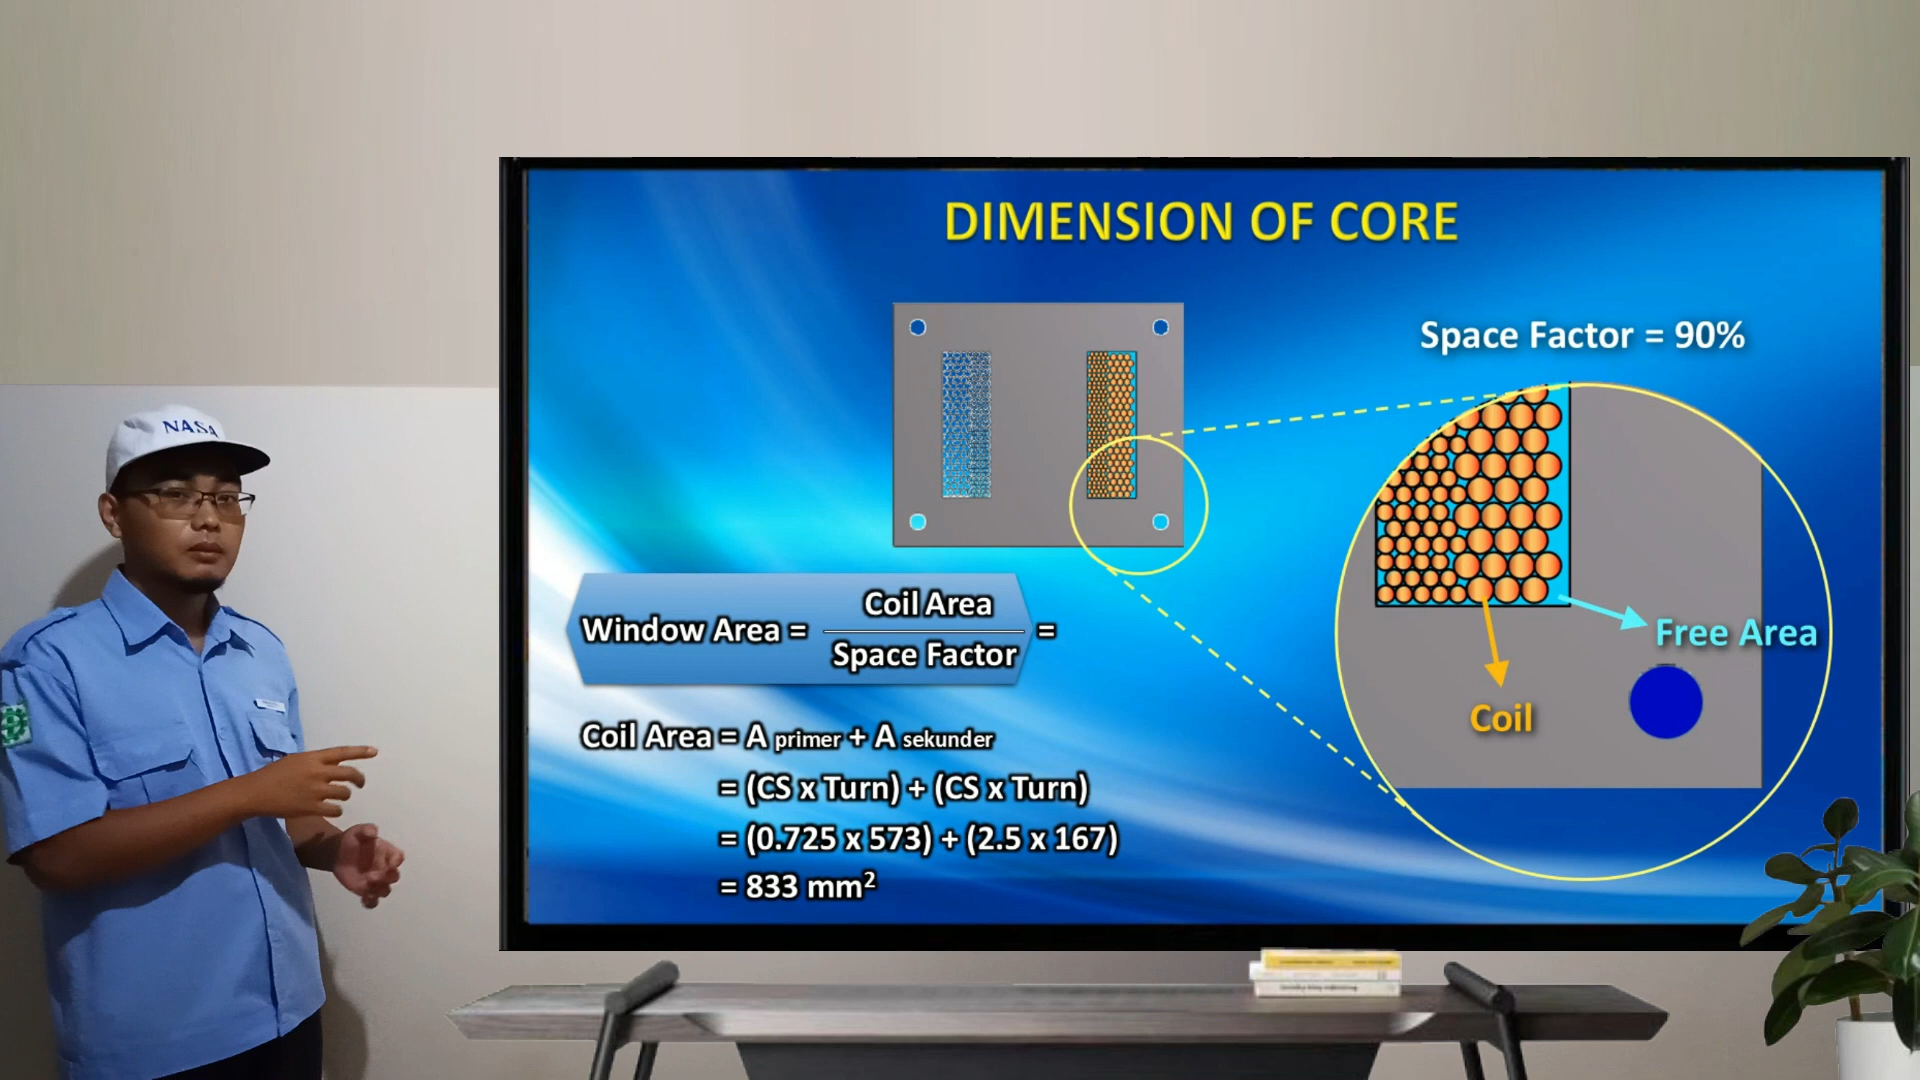 DIMENSION OF CORE
Space Factor = 90%
NASA
Window Area = Coil Area =
Space Factor
Free Area
Coil
Coil Area = A primer + A sekunder
= (CS x Turn) + (CS x Turn)
= (0.725 x 573) + (2.5 x 167)
= 833 mm²